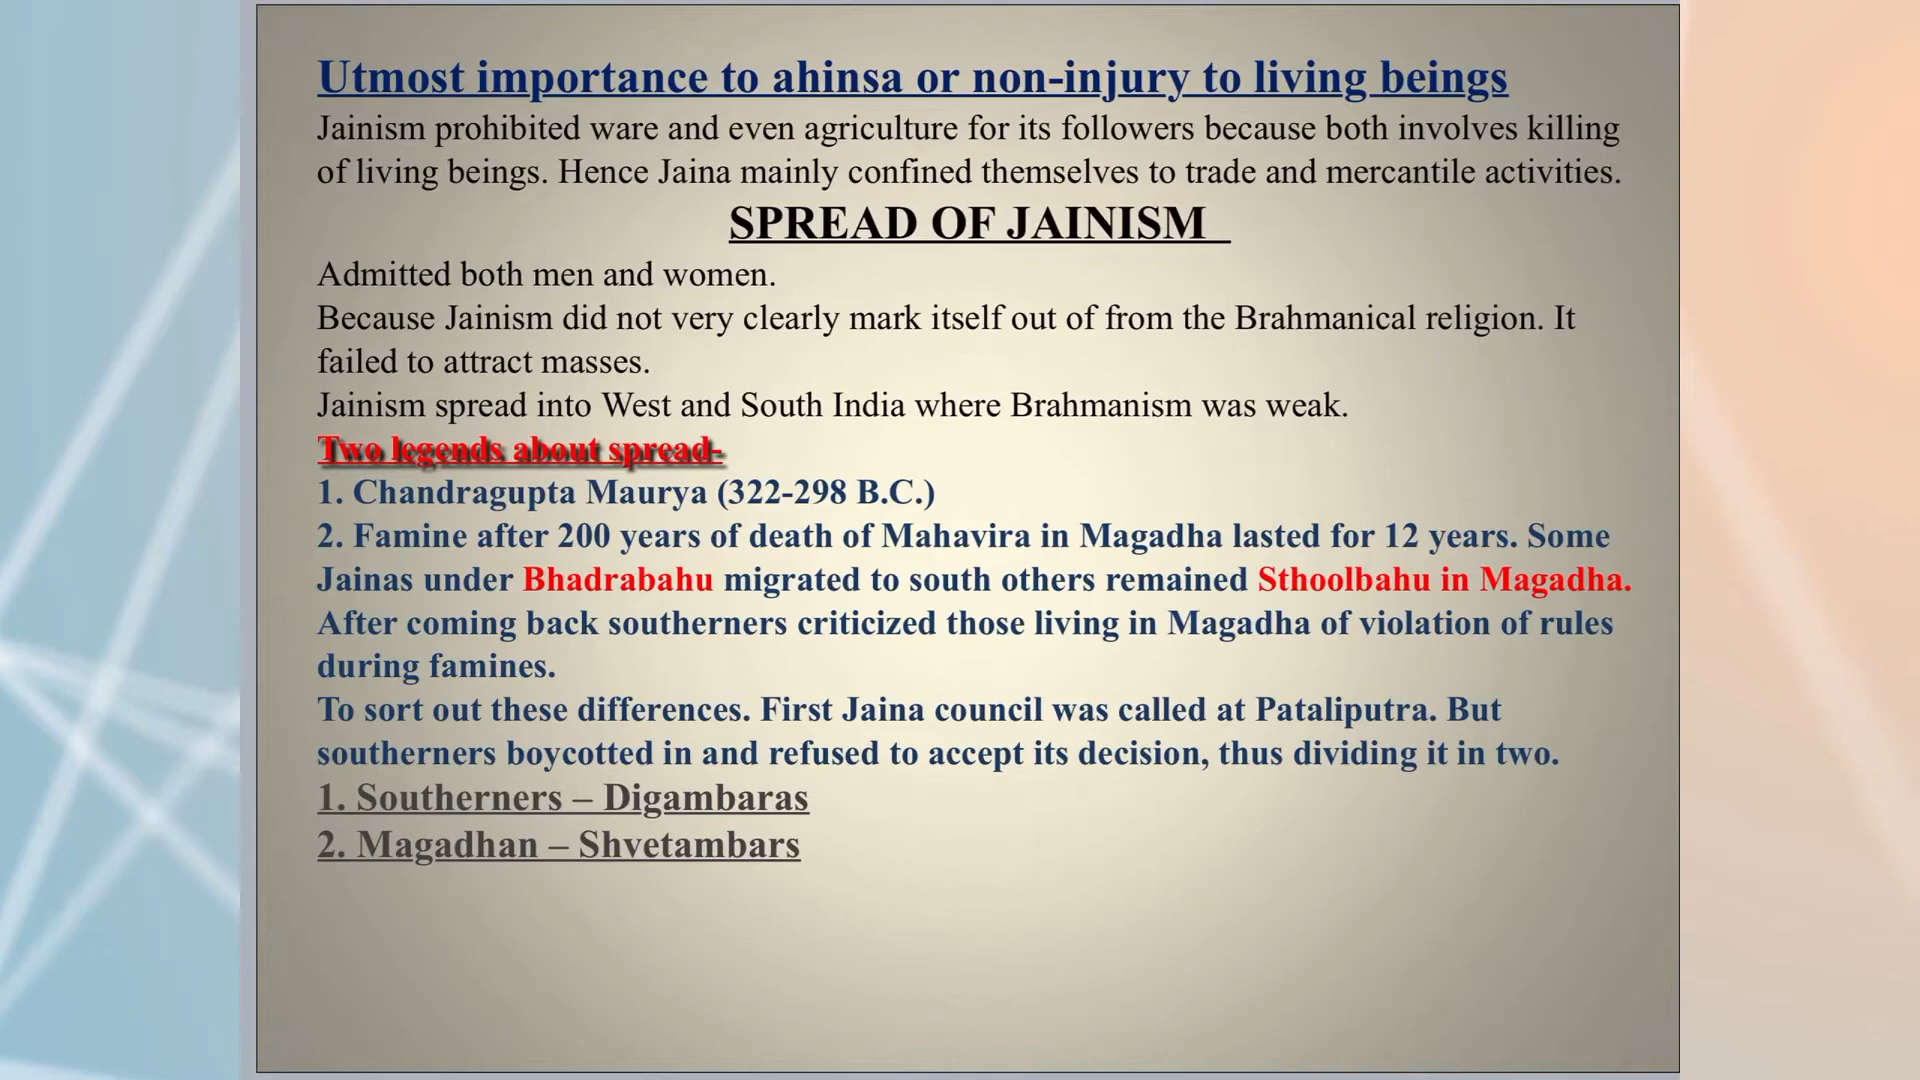 Utmost importance to ahinsa or non-injury to living beings
Jainism prohibited ware and even agriculture for its followers because both involves killing
of living beings. Hence Jaina mainly confined themselves to trade and mercantile activities.
SPREAD OF JAINISM
Admitted both men and women.
Because Jainism did not very clearly mark itself out of from the Brahmanical religion. It
failed to attract masses.
Jainism spread into West and South India where Brahmanism was weak.
Two legends about spread-
1. Chandragupta Maurya (322-298 B.C.)
2. Famine after 200 years of death of Mahavira in Magadha lasted for 12 years. Some
Jainas under Bhadrabahu migrated to south others remained Sthoolbahu in Magadha.
After coming back southerners criticized those living in Magadha of violation of rules
during famines.
To sort out these differences. First Jaina council was called at Pataliputra. But
southerners boycotted in and refused to accept its decision, thus dividing it in two.
1. Southerners – Digambaras
2. Magadhan – Shvetambars